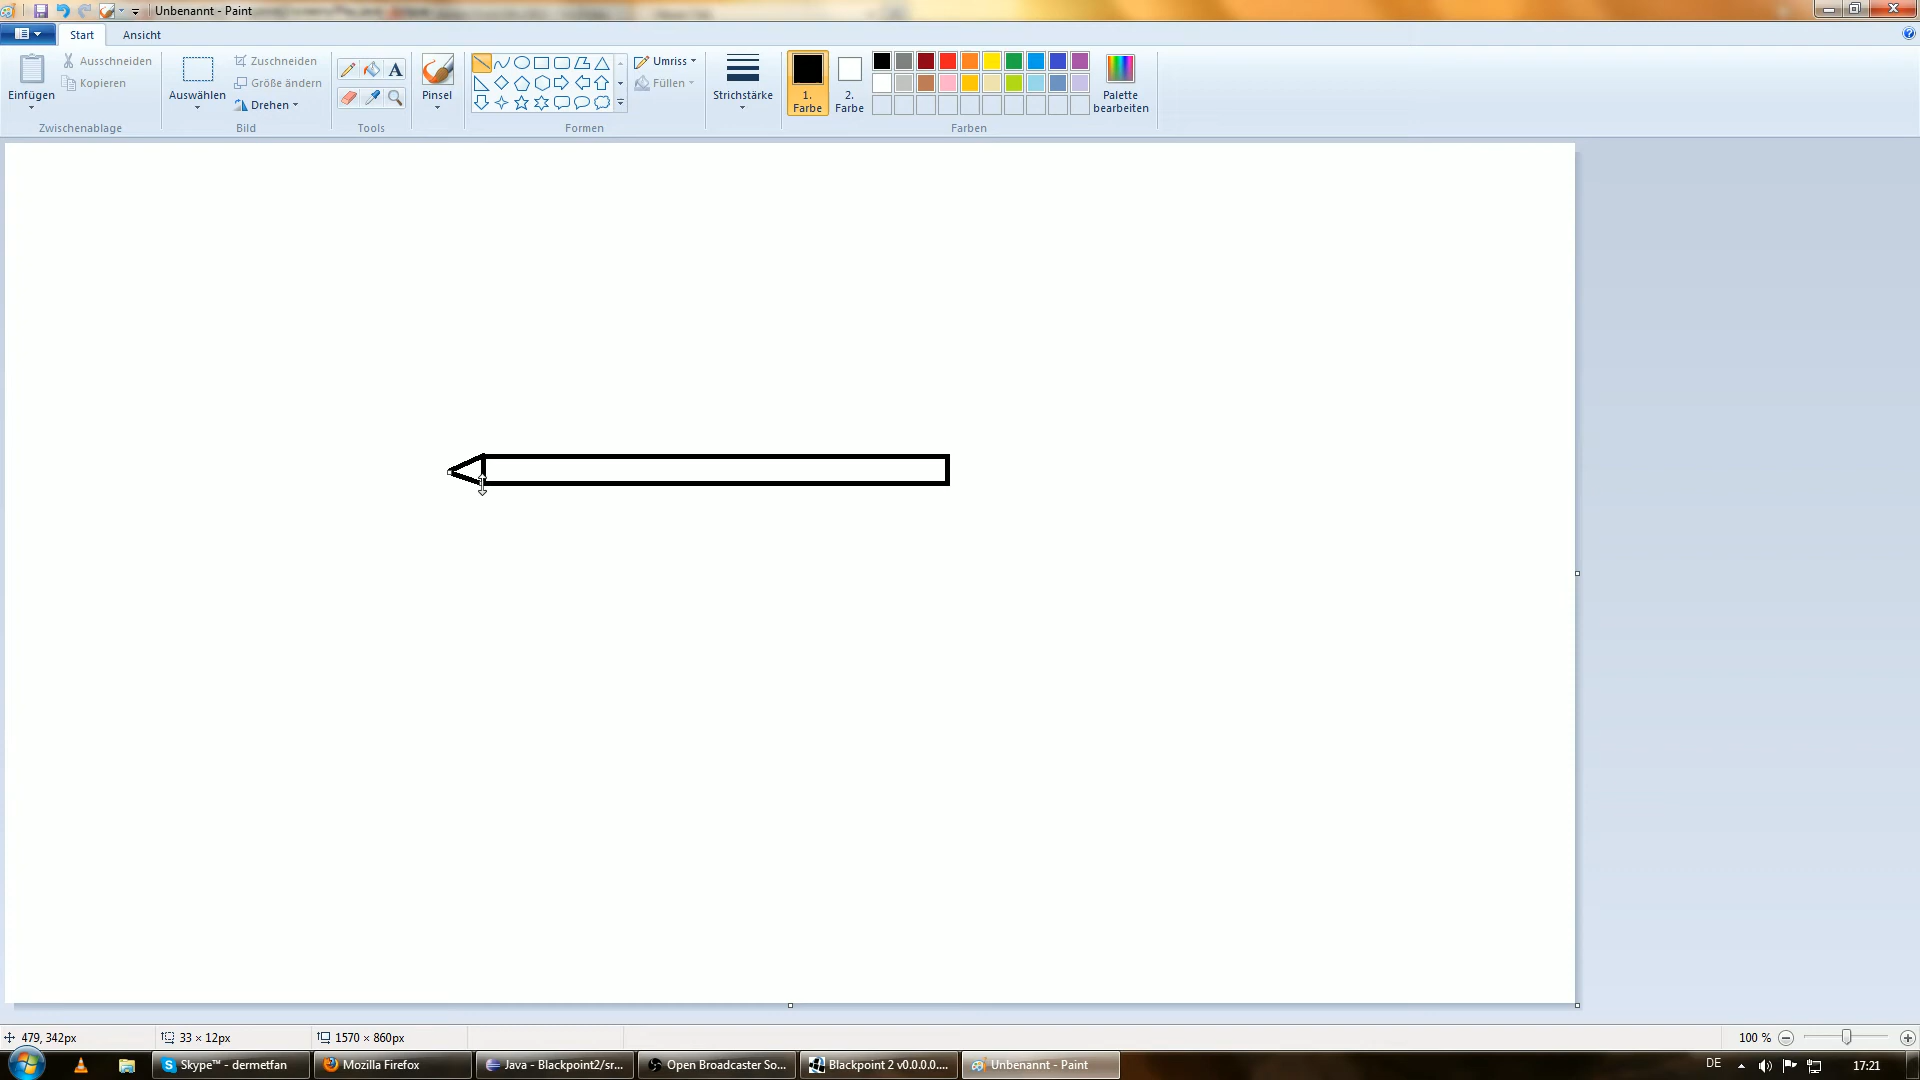 Unbenannt - Paint
Start
Ansicht
Einfügen
Ausschneiden
Kopieren
Zwischenablage
Auswählen
Zuschneiden
Größe ändern
Drehen
Bild
A
Tools
Pinsel
Formen
Umriss
Füllen
Strichstärke
1.
Farbe
2.
Farbe
Palette
bearbeiten
Farben
479, 342px
33 × 12px
1570 × 860px
100 %
Skype™ - dermetfan
Mozilla Firefox
Java - Blackpoint2/sr...
Open Broadcaster So...
Blackpoint 2 v0.0.0.0....
Unbenannt - Paint
DE
17:21